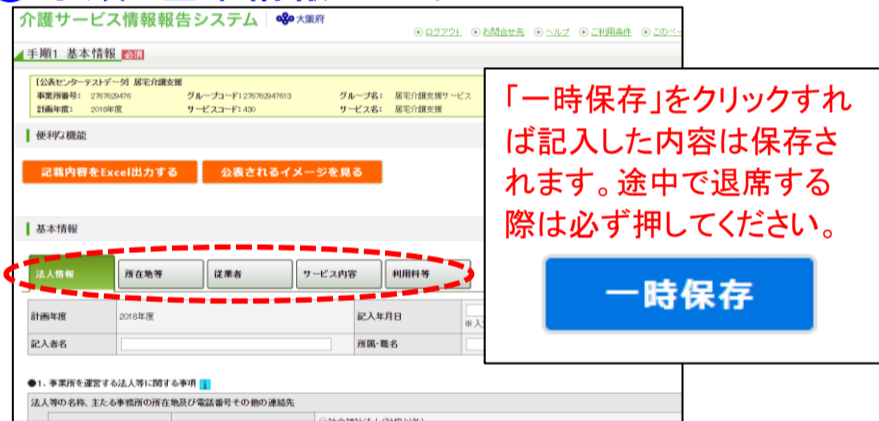 介護サービス情報報告システム 大阪府
ログアウト お問合せ先 ヘルプ ご利用条件 このペー
手順1 基本情報 必須
【公表センターテストデータ】 居宅介護支援
事業所番号: 2767629476 グループコード: 276762947613 グループ名: 居宅介護支援サービス
計画年度: 2018年度 サービスコード: 430 サービス名: 居宅介護支援
便利な機能
記載内容をExcel出力する 公表されるイメージを見る
基本情報
法人情報 所在地等 従業者 サービス内容 利用料等
計画年度 2018年度 記入年月日
※入
記入者名 所属・職名
●1. 事業所を運営する法人等に関する事項 i
法人等の名称、主たる事務所の所在地及び電話番号その他の連絡先
「一時保存」をクリックすれ
ば記入した内容は保存さ
れます。途中で退席する
際は必ず押してください。
一時保存